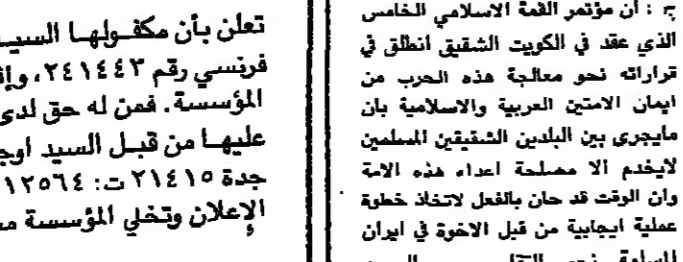 ج : ان مؤتمر القمة الاسلامي الخامس
الذي عقد في الكويت الشقيق انطلق في
قراراته نحو معالجة هذه الحرب من
ايمان الامتين العربية والاسلامية بان
مايجري بين البلدين الشقيقين المسلمين
لايخدم الا مصلحة اعداء هذه الامة
وان الوقت قد حان بالفعل لاتخاذ خطوة
عملية ايجابية من قبل الاخوة في ايران
تعلن بأن مكفولها السيد
فرنسي رقم ٢٤١٤٤٣، وإن
المؤسسة. فمن له حق لدى
عليها من قبل السيد اوج
جدة ٢١٤١٥ ت: ١٢٥٦٤
الإعلان وتخلي المؤسسة مس